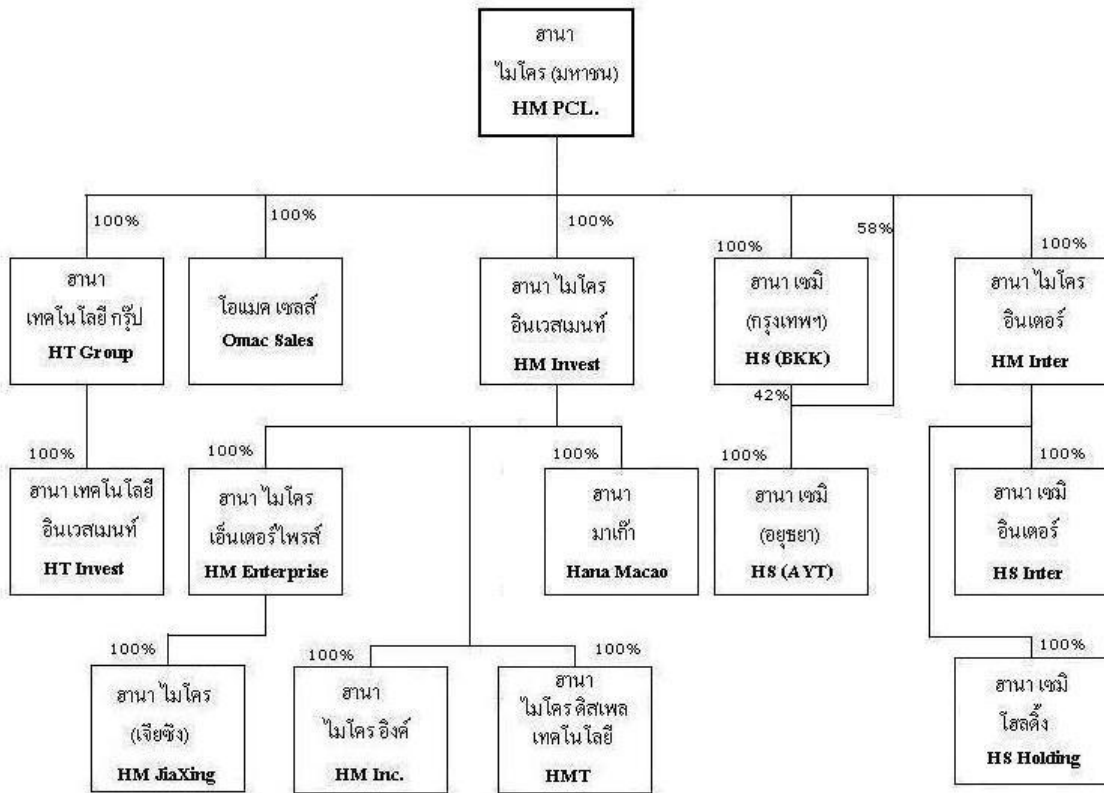 ฮานา
ไมโคร (มหาชน)
HM PCL.
100%
100%
100%
100%
58%
100%
ฮานา
เทคโนโลยี กรุ๊ป
HT Group
โอแมค เซลส์
Omac Sales
ฮานา ไมโคร
อินเวสเมนท์
HM Invest
ฮานา เซมิ
(กรุงเทพฯ)
HS (BKK)
ฮานา ไมโคร
อินเตอร์
HM Inter
42%
100%
100%
100%
100%
100%
ฮานา เทคโนโลยี
อินเวสเมนท์
HT Invest
ฮานา ไมโคร
เอ็นเตอร์ไพรส์
HM Enterprise
ฮานา
มาเก๊า
Hana Macao
ฮานา เซมิ
(อยุธยา)
HS (AYT)
ฮานา เซมิ
อินเตอร์
HS Inter
100%
100%
100%
100%
ฮานา ไมโคร
(เจียซิง)
HM JiaXing
ฮานา
ไมโคร อิงค์
HM Inc.
ฮานา
ไมโคร ดิสเพล
เทคโนโลยี
HMT
ฮานา เซมิ
โฮลดิ้ง
HS Holding